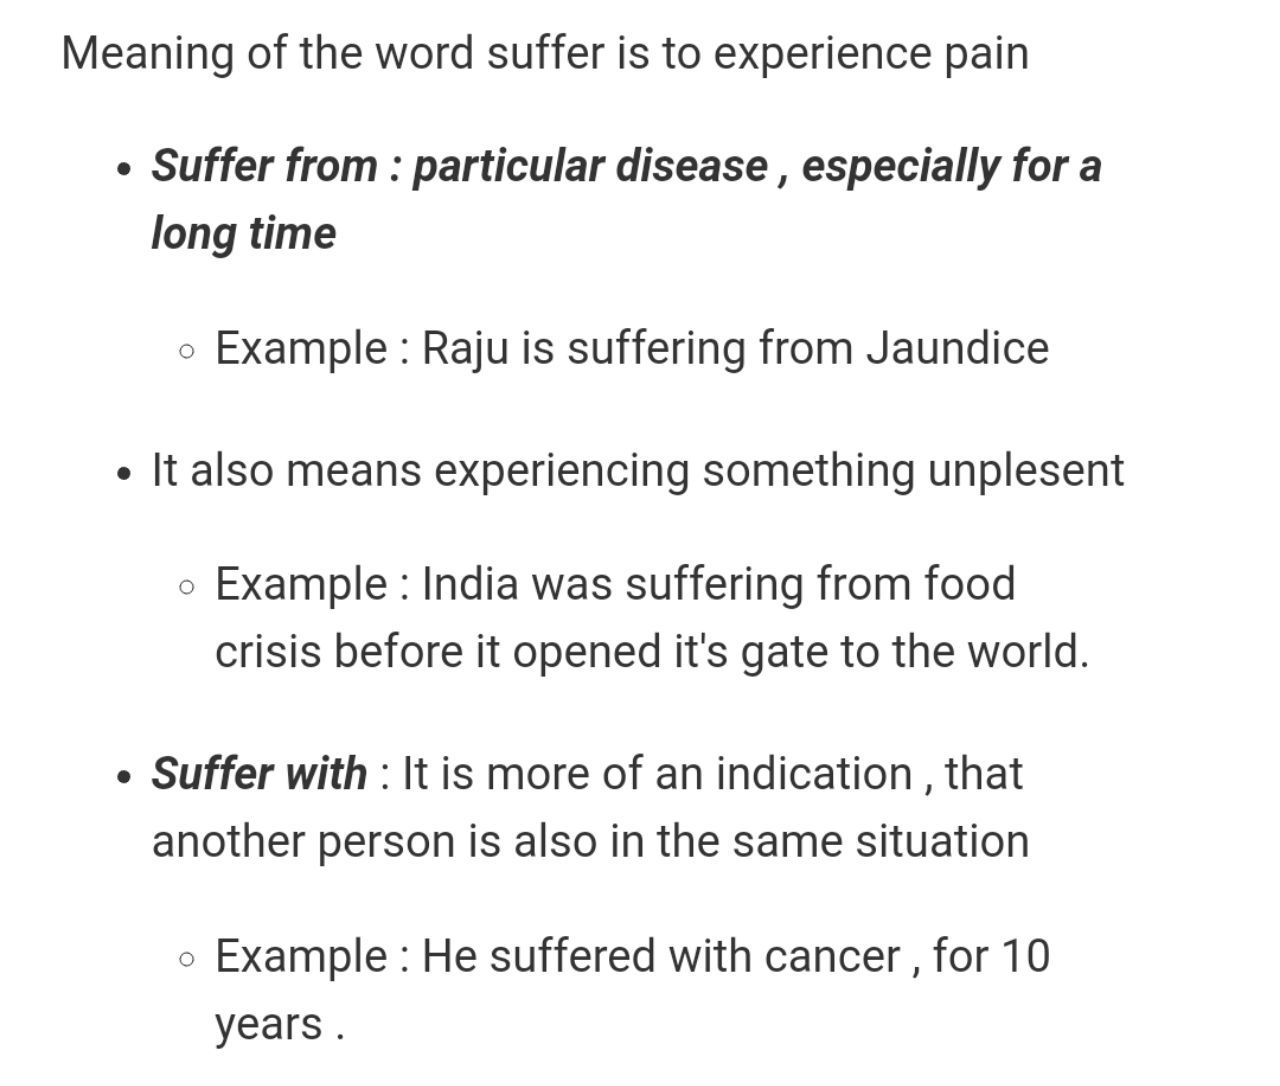 Meaning of the word suffer is to experience pain
• Suffer from : particular disease , especially for a
long time
○ Example : Raju is suffering from Jaundice
• It also means experiencing something unplesent
○ Example : India was suffering from food
crisis before it opened it's gate to the world.
• Suffer with : It is more of an indication , that
another person is also in the same situation
○ Example : He suffered with cancer , for 10
years .